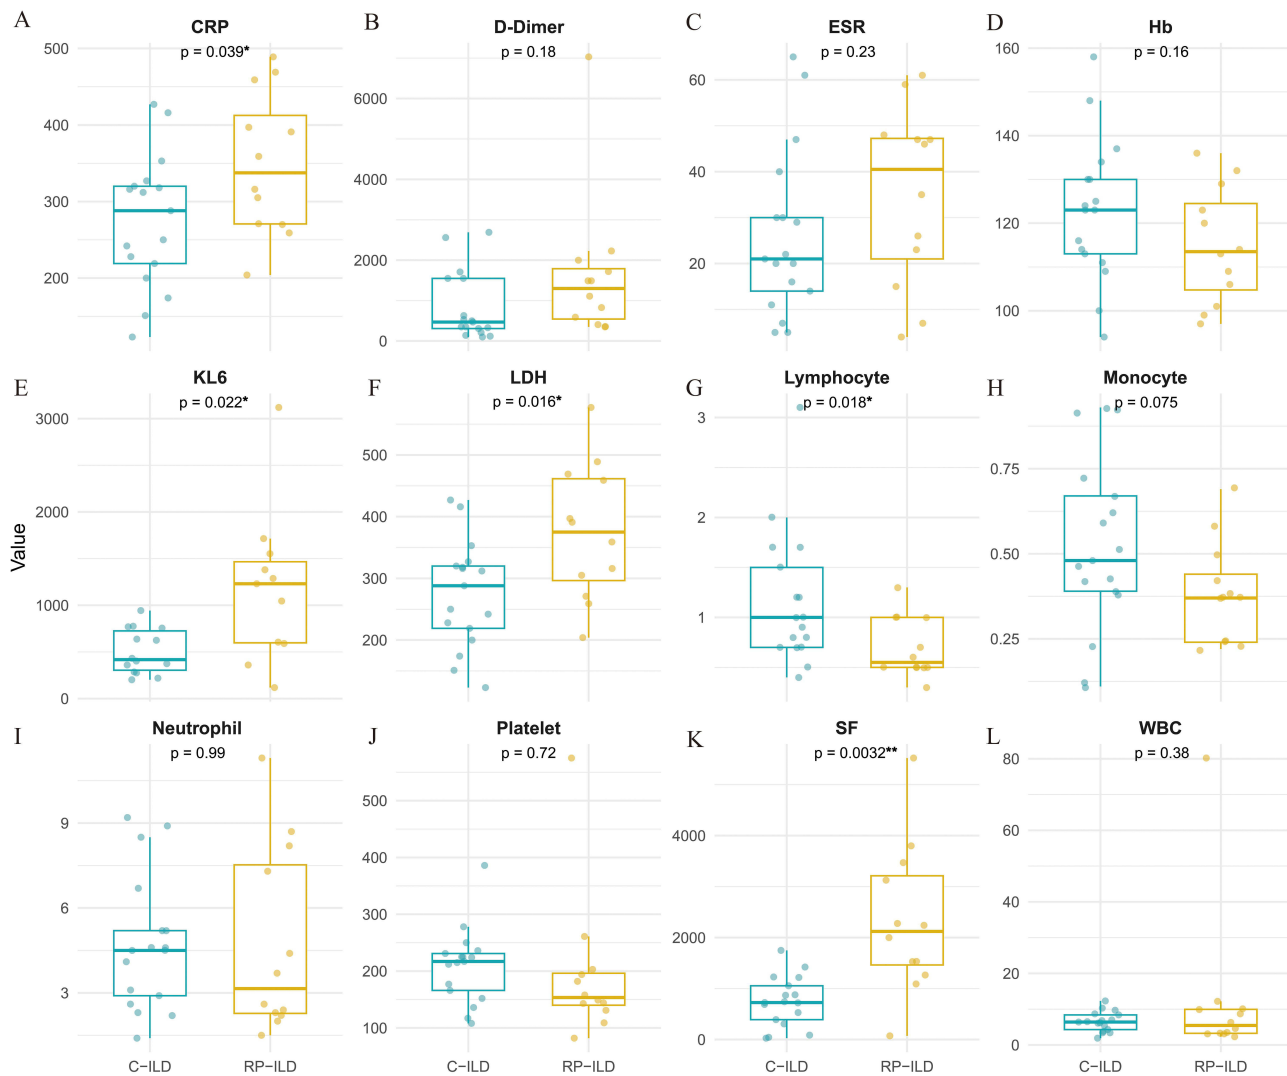 A
CRP
p = 0.039*
500
400
300
200
B
D-Dimer
p = 0.18
6000
4000
2000
0
C
ESR
p = 0.23
60
40
20
D
Hb
p = 0.16
160
140
120
100
Value
E
KL6
p = 0.022*
3000
2000
1000
0
F
LDH
p = 0.016*
500
400
300
200
G
Lymphocyte
p = 0.018*
3
2
1
H
Monocyte
p = 0.075
0.75
0.50
0.25
I
Neutrophil
p = 0.99
9
6
3
C−ILD
RP−ILD
J
Platelet
p = 0.72
500
400
300
200
100
C−ILD
RP−ILD
K
SF
p = 0.0032**
4000
2000
0
C−ILD
RP−ILD
L
WBC
p = 0.38
80
60
40
20
0
C−ILD
RP−ILD